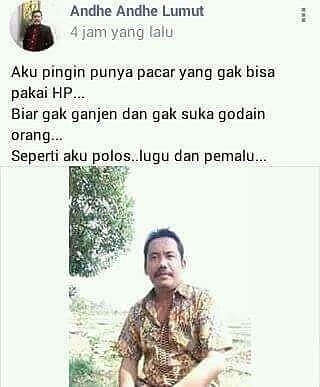 Andhe Andhe Lumut
4 jam yang lalu
Aku pingin punya pacar yang gak bisa
pakai HP...
Biar gak ganjen dan gak suka godain
orang...
Seperti aku polos..lugu dan pemalu...